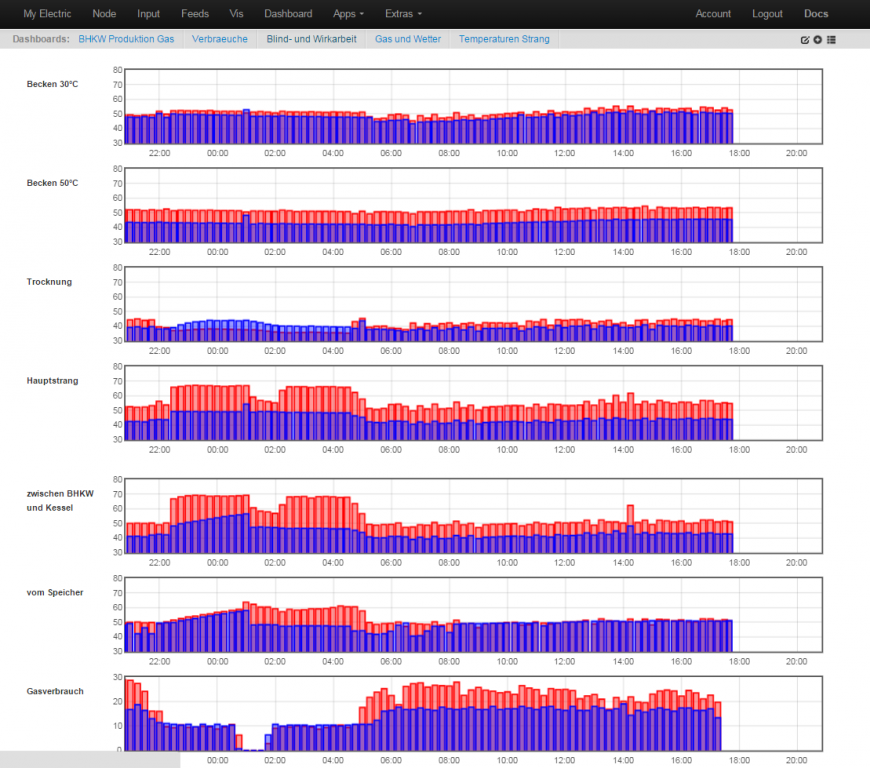 My Electric Node Input Feeds Vis Dashboard Apps Extras Account Logout Docs
Dashboards: BHKW Produktion Gas Verbraeuche Blind- und Wirkarbeit Gas und Wetter Temperaturen Strang
Becken 30°C
80
70
60
50
40
30
22:00 00:00 02:00 04:00 06:00 08:00 10:00 12:00 14:00 16:00 18:00 20:00
Becken 50°C
80
70
60
50
40
30
22:00 00:00 02:00 04:00 06:00 08:00 10:00 12:00 14:00 16:00 18:00 20:00
Trocknung
80
70
60
50
40
30
22:00 00:00 02:00 04:00 06:00 08:00 10:00 12:00 14:00 16:00 18:00 20:00
Hauptstrang
80
70
60
50
40
30
22:00 00:00 02:00 04:00 06:00 08:00 10:00 12:00 14:00 16:00 18:00 20:00
zwischen BHKW
und Kessel
80
70
60
50
40
30
22:00 00:00 02:00 04:00 06:00 08:00 10:00 12:00 14:00 16:00 18:00 20:00
vom Speicher
80
70
60
50
40
30
22:00 00:00 02:00 04:00 06:00 08:00 10:00 12:00 14:00 16:00 18:00 20:00
Gasverbrauch
30
20
10
0
00:00 02:00 04:00 06:00 08:00 10:00 12:00 14:00 16:00 18:00 20:00